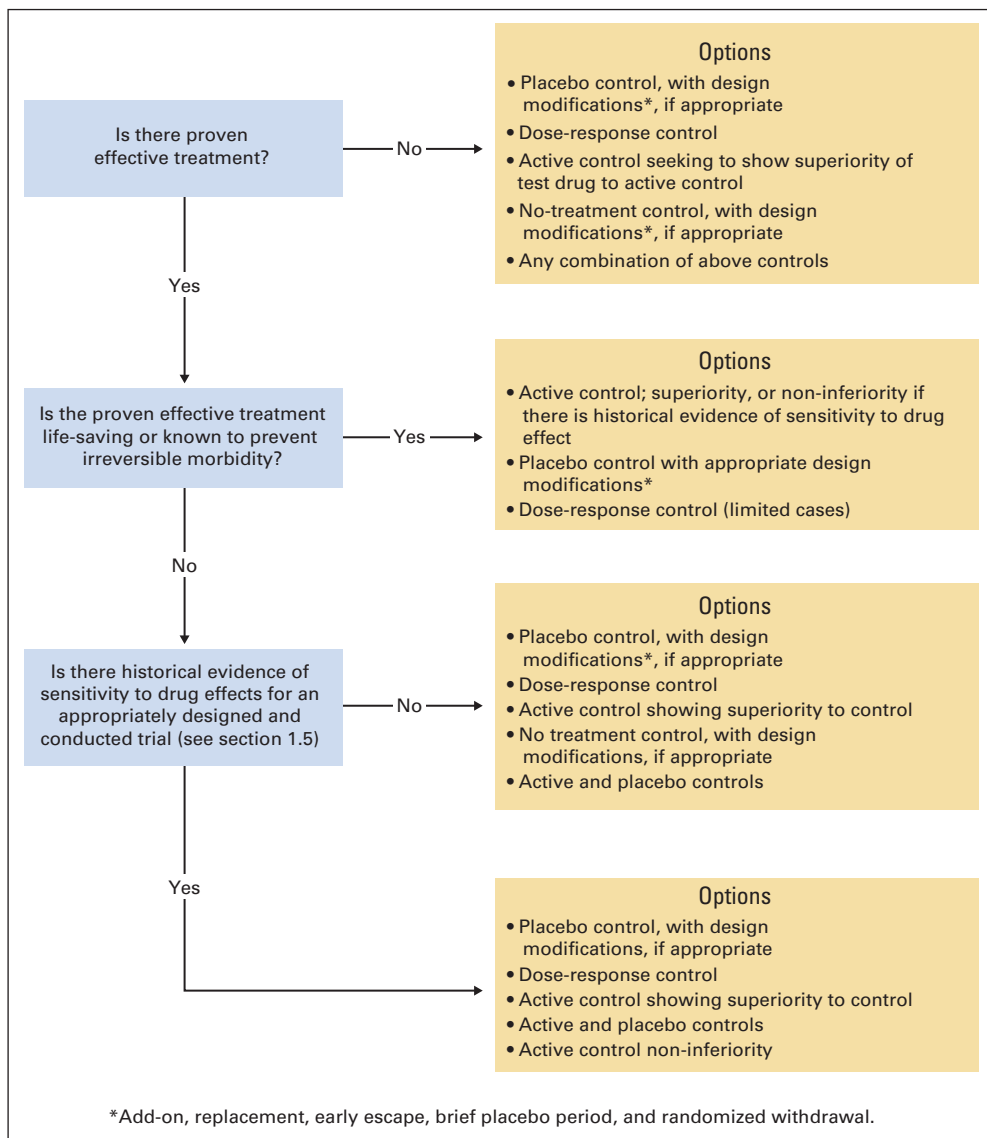 Is there proven
effective treatment?
No
Options
• Placebo control, with design
modifications*, if appropriate
• Dose-response control
• Active control seeking to show superiority of
test drug to active control
• No-treatment control, with design
modifications*, if appropriate
• Any combination of above controls
Yes
Is the proven effective treatment
life-saving or known to prevent
irreversible morbidity?
Yes
Options
• Active control; superiority, or non-inferiority if
there is historical evidence of sensitivity to drug
effect
• Placebo control with appropriate design
modifications*
• Dose-response control (limited cases)
No
Is there historical evidence of
sensitivity to drug effects for an
appropriately designed and
conducted trial (see section 1.5)
No
Options
• Placebo control, with design
modifications*, if appropriate
• Dose-response control
• Active control showing superiority to control
• No treatment control, with design
modifications, if appropriate
• Active and placebo controls
Yes
Options
• Placebo control, with design
modifications, if appropriate
• Dose-response control
• Active control showing superiority to control
• Active and placebo controls
• Active control non-inferiority
*Add-on, replacement, early escape, brief placebo period, and randomized withdrawal.